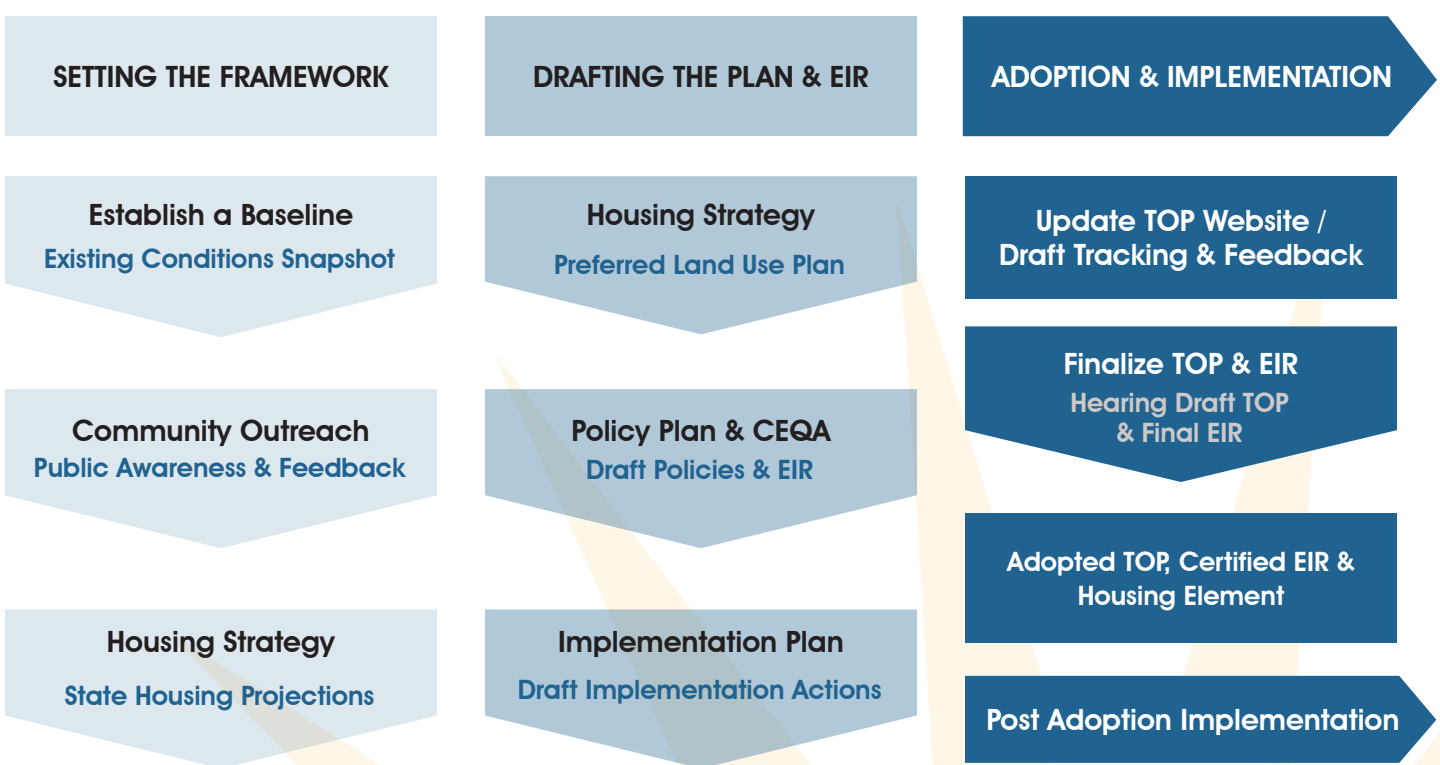 SETTING THE FRAMEWORK
Establish a Baseline
Existing Conditions Snapshot
Community Outreach
Public Awareness & Feedback
Housing Strategy
State Housing Projections
DRAFTING THE PLAN & EIR
Housing Strategy
Preferred Land Use Plan
Policy Plan & CEQA
Draft Policies & EIR
Implementation Plan
Draft Implementation Actions
ADOPTION & IMPLEMENTATION
Update TOP Website /
Draft Tracking & Feedback
Finalize TOP & EIR
Hearing Draft TOP
& Final EIR
Adopted TOP, Certified EIR &
Housing Element
Post Adoption Implementation